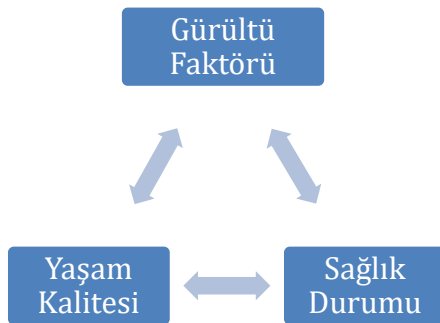 Gürültü
Faktörü
Yaşam
Kalitesi
Sağlık
Durumu